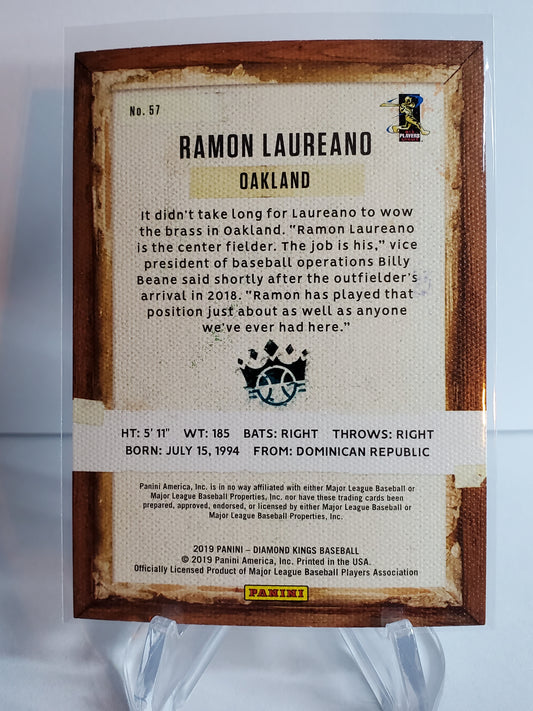 No. 57
PLAYERS
RAMON LAUREANO
OAKLAND
It didn't take long for Laureano to wow
the brass in Oakland. "Ramon Laureano
is the center fielder. The job is his," vice
president of baseball operations Billy
Beane said shortly after the outfielder's
arrival in 2018. "Ramon has played that
position just about as well as anyone
we've ever had here."
HT: 5' 11" WT: 185 BATS: RIGHT THROWS: RIGHT
BORN: JULY 15, 1994 FROM: DOMINICAN REPUBLIC
Panini America, Inc. is in no way affiliated with either Major League Baseball or
Major League Baseball Properties, Inc. nor have these trading cards been
prepared, approved, endorsed, or licensed by either Major League Baseball or
Major League Baseball Properties, Inc.
2019 PANINI – DIAMOND KINGS BASEBALL
© 2019 Panini America, Inc. Printed in the USA.
Officially Licensed Product of Major League Baseball Players Association
PANINI